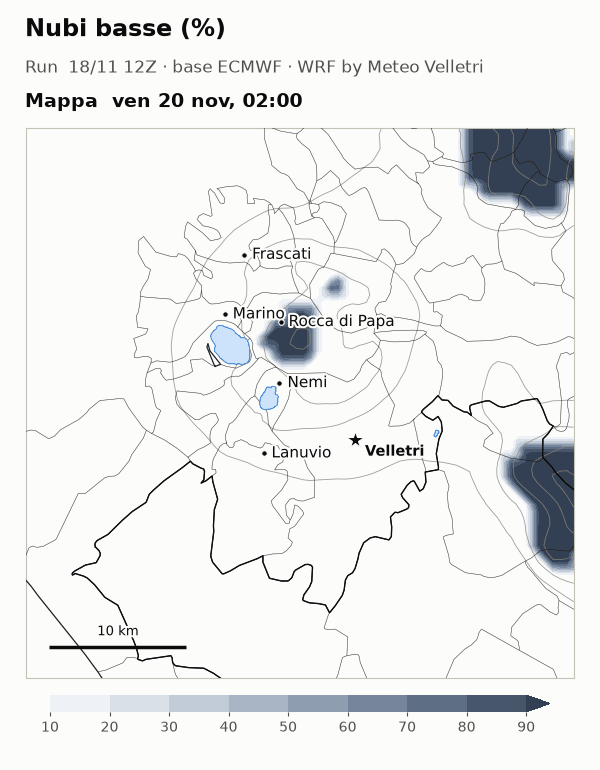 Nubi basse (%)
Run  18/11 12Z · base ECMWF · WRF by Meteo Velletri
Mappa  ven 20 nov, 02:00
Frascati
Marino
Rocca di Papa
Nemi
Velletri
Lanuvio
10 km
10 20 30 40 50 60 70 80 90